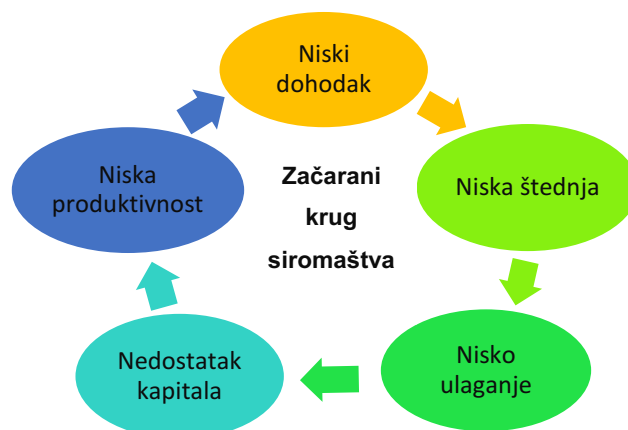 Niski
dohodak
Niska štednja
Nisko
ulaganje
Nedostatak
kapitala
Niska
produktivnost
Začarani
krug
siromaštva